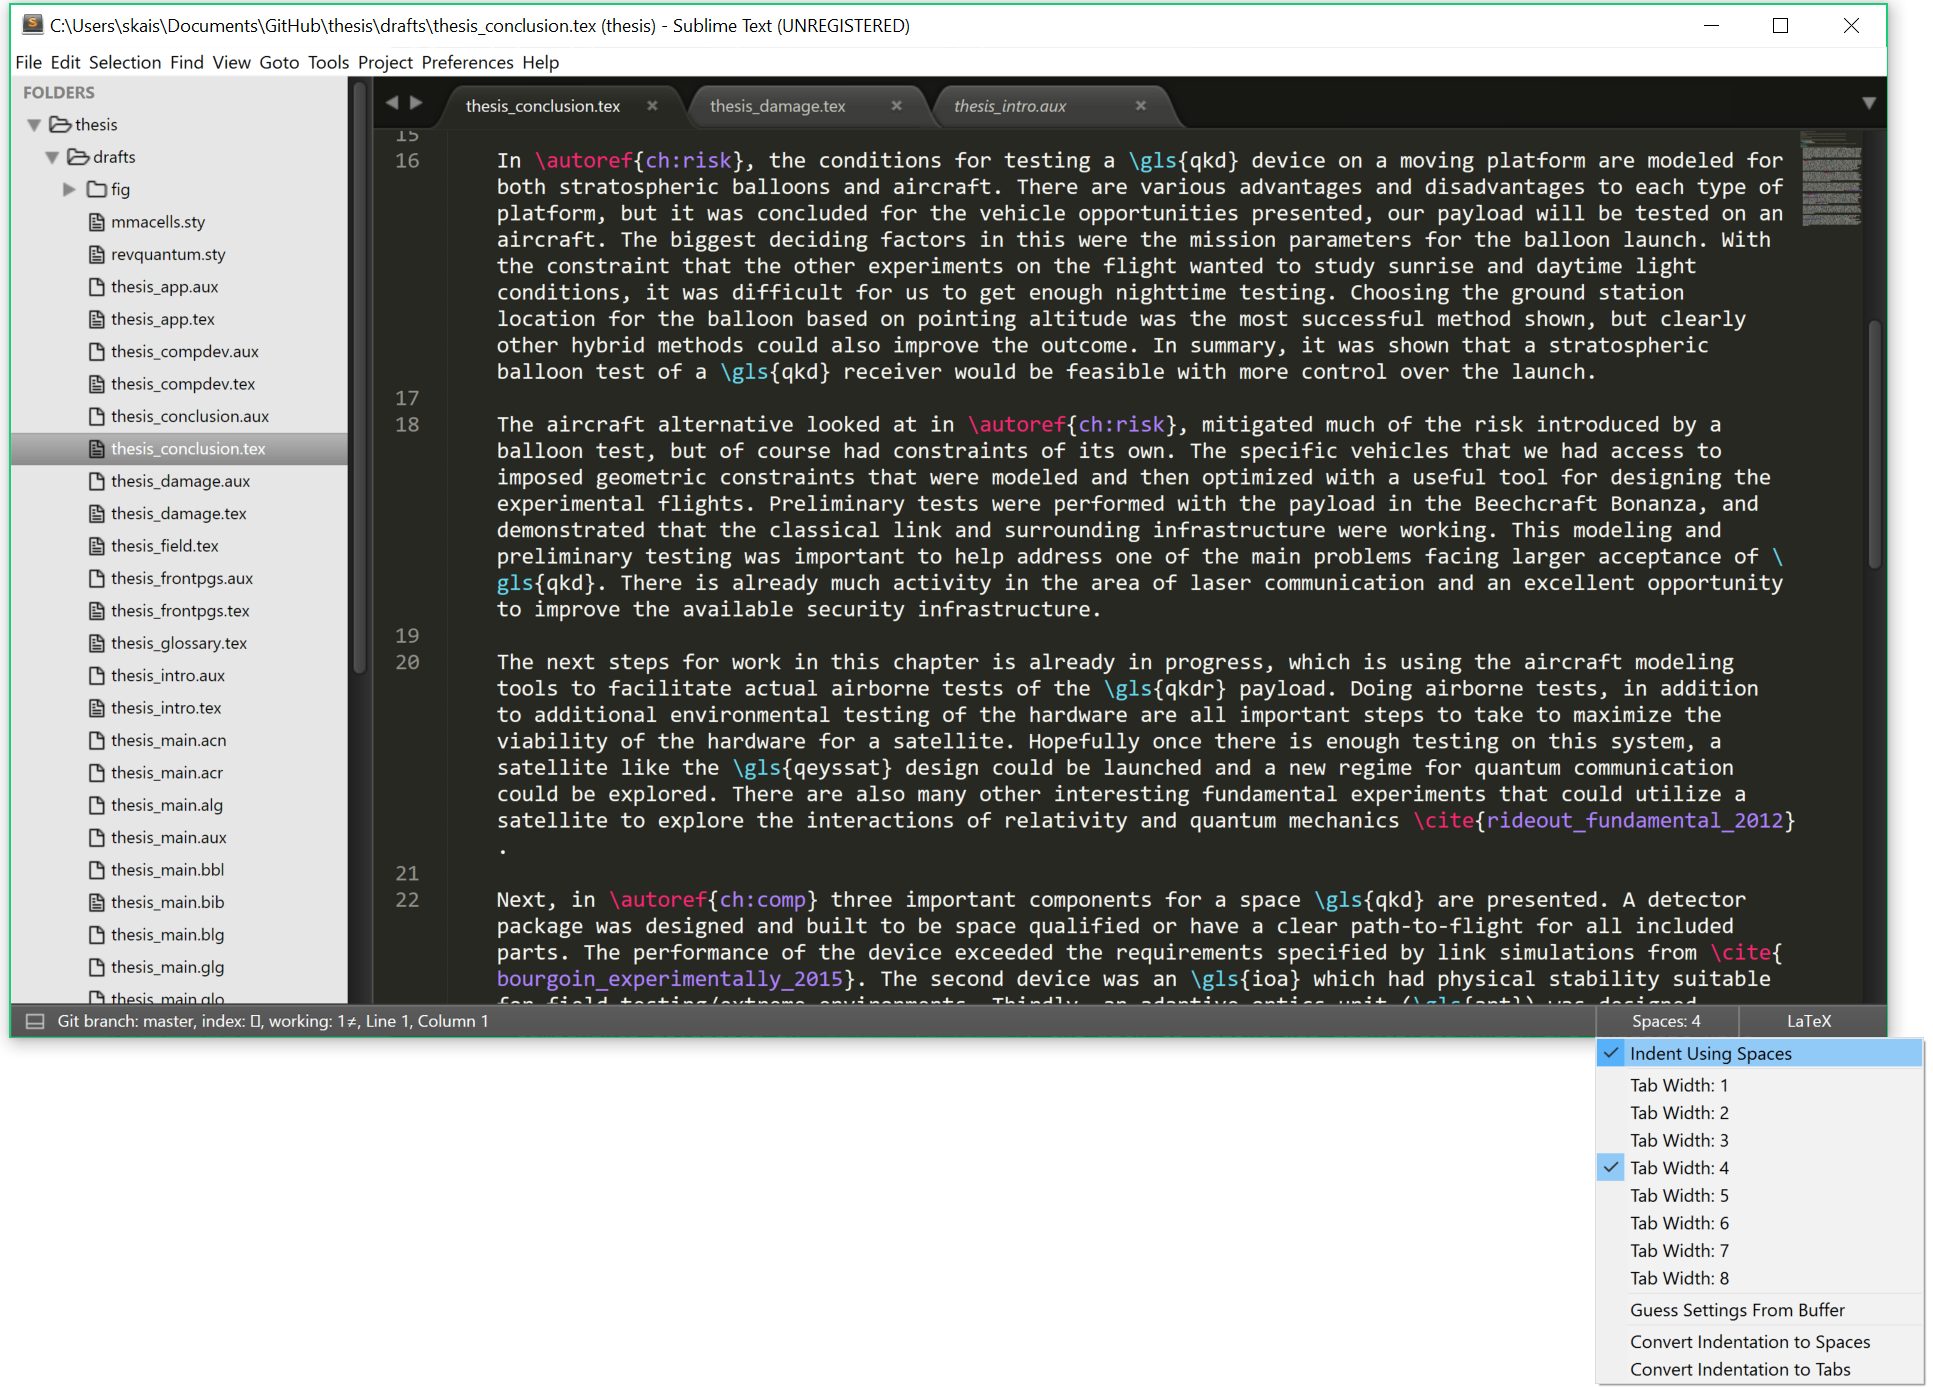 C:\Users\skais\Documents\GitHub\thesis\drafts\thesis_conclusion.tex (thesis) - Sublime Text (UNREGISTERED)
File Edit Selection Find View Goto Tools Project Preferences Help
FOLDERS
thesis
drafts
fig
mmacells.sty
revquantum.sty
thesis_app.aux
thesis_app.tex
thesis_compdev.aux
thesis_compdev.tex
thesis_conclusion.aux
thesis_conclusion.tex
thesis_damage.aux
thesis_damage.tex
thesis_field.tex
thesis_frontpgs.aux
thesis_frontpgs.tex
thesis_glossary.tex
thesis_intro.aux
thesis_intro.tex
thesis_main.acn
thesis_main.acr
thesis_main.alg
thesis_main.aux
thesis_main.bbl
thesis_main.bib
thesis_main.blg
thesis_main.glg
thesis_main.glo
thesis_conclusion.tex × thesis_damage.tex × thesis_intro.aux ×
15
16 In \autoref{ch:risk}, the conditions for testing a \gls{qkd} device on a moving platform are modeled for
both stratospheric balloons and aircraft. There are various advantages and disadvantages to each type of
platform, but it was concluded for the vehicle opportunities presented, our payload will be tested on an
aircraft. The biggest deciding factors in this were the mission parameters for the balloon launch. With
the constraint that the other experiments on the flight wanted to study sunrise and daytime light
conditions, it was difficult for us to get enough nighttime testing. Choosing the ground station
location for the balloon based on pointing altitude was the most successful method shown, but clearly
other hybrid methods could also improve the outcome. In summary, it was shown that a stratospheric
balloon test of a \gls{qkd} receiver would be feasible with more control over the launch.
17
18 The aircraft alternative looked at in \autoref{ch:risk}, mitigated much of the risk introduced by a
balloon test, but of course had constraints of its own. The specific vehicles that we had access to
imposed geometric constraints that were modeled and then optimized with a useful tool for designing the
experimental flights. Preliminary tests were performed with the payload in the Beechcraft Bonanza, and
demonstrated that the classical link and surrounding infrastructure were working. This modeling and
preliminary testing was important to help address one of the main problems facing larger acceptance of \
gls{qkd}. There is already much activity in the area of laser communication and an excellent opportunity
to improve the available security infrastructure.
19
20 The next steps for work in this chapter is already in progress, which is using the aircraft modeling
tools to facilitate actual airborne tests of the \gls{qkdr} payload. Doing airborne tests, in addition
to additional environmental testing of the hardware are all important steps to take to maximize the
viability of the hardware for a satellite. Hopefully once there is enough testing on this system, a
satellite like the \gls{qeyssat} design could be launched and a new regime for quantum communication
could be explored. There are also many other interesting fundamental experiments that could utilize a
satellite to explore the interactions of relativity and quantum mechanics \cite{rideout_fundamental_2012}
.
21
22 Next, in \autoref{ch:comp} three important components for a space \gls{qkd} are presented. A detector
package was designed and built to be space qualified or have a clear path-to-flight for all included
parts. The performance of the device exceeded the requirements specified by link simulations from \cite{
bourgoin_experimentally_2015}. The second device was an \gls{ioa} which had physical stability suitable
for field testing/extreme environments. Thirdly, an adaptive optics unit (\gls{apt}) was designed
Git branch: master, index: ▯, working: 1≠, Line 1, Column 1
Spaces: 4
LaTeX
Indent Using Spaces
Tab Width: 1
Tab Width: 2
Tab Width: 3
Tab Width: 4
Tab Width: 5
Tab Width: 6
Tab Width: 7
Tab Width: 8
Guess Settings From Buffer
Convert Indentation to Spaces
Convert Indentation to Tabs